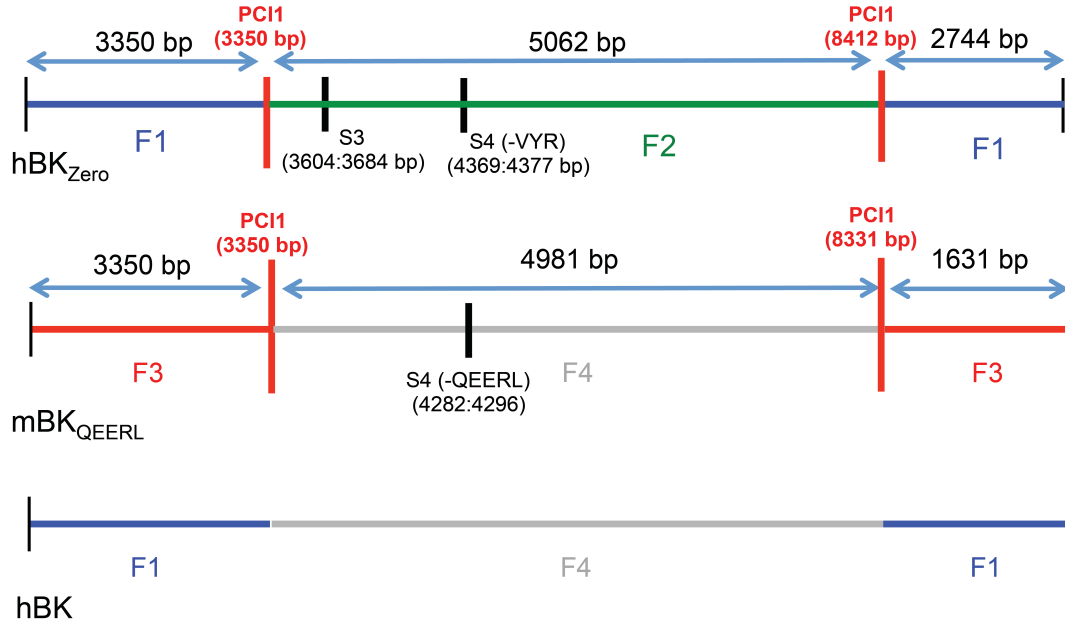 PCI1
(3350 bp)
PCI1
(8412 bp)
3350 bp
5062 bp
2744 bp
F1
S3
(3604:3684 bp)
S4 (-VYR)
(4369:4377 bp)
F2
F1
hBKZero
PCI1
(3350 bp)
PCI1
(8331 bp)
3350 bp
4981 bp
1631 bp
F3
S4 (-QEERL)
(4282:4296)
F4
F3
mBKQEERL
F1
F4
F1
hBK